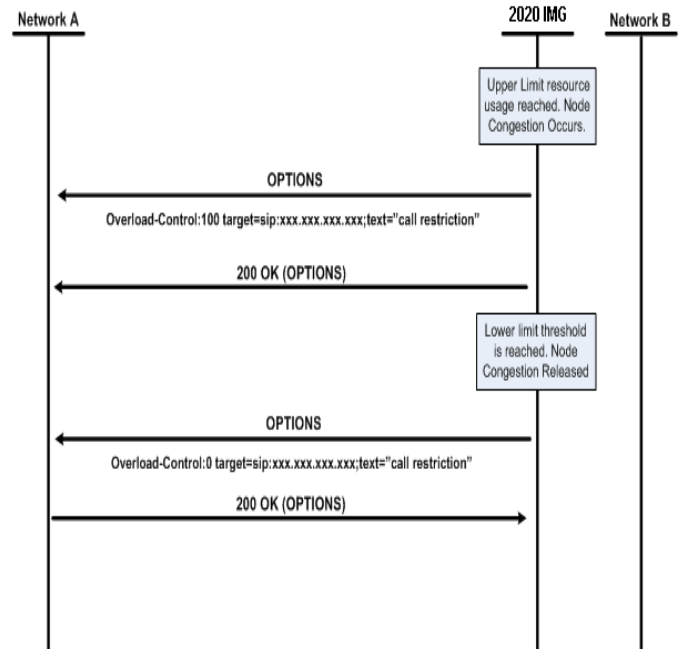 Network A
2020 IMG
Network B
Upper Limit resource
usage reached. Node
Congestion Occurs.
OPTIONS
Overload-Control:100 target=sip:xxx.xxx.xxx.xxx;text=”call restriction”
200 OK (OPTIONS)
Lower limit threshold
is reached. Node
Congestion Released
OPTIONS
Overload-Control:0 target=sip:xxx.xxx.xxx.xxx;text=”call restriction”
200 OK (OPTIONS)